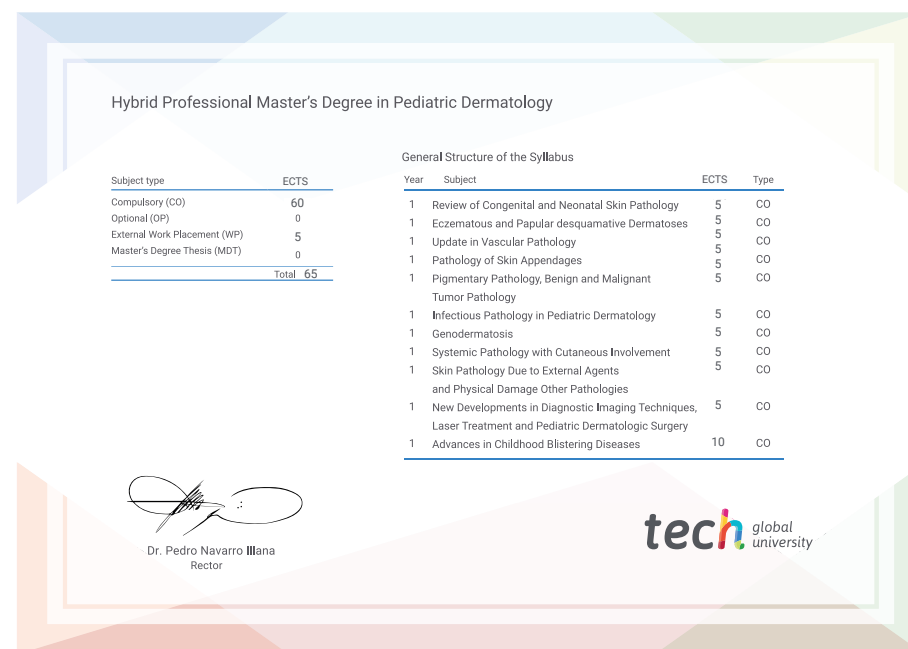 Hybrid Professional Master's Degree in Pediatric Dermatology
Subject type ECTS
Compulsory (CO) 60
Optional (OP) 0
External Work Placement (WP) 5
Master's Degree Thesis (MDT) 0
Total 65
General Structure of the Syllabus
Year Subject ECTS Type
1 Review of Congenital and Neonatal Skin Pathology 5 CO
1 Eczematous and Papular desquamative Dermatoses 5 CO
1 Update in Vascular Pathology 5 CO
1 Pathology of Skin Appendages 5 CO
1 Pigmentary Pathology, Benign and Malignant 5 5 CO
Tumor Pathology
1 Infectious Pathology in Pediatric Dermatology 5 CO
1 Genodermatosis 5 CO
1 Systemic Pathology with Cutaneous Involvement 5 CO
1 Skin Pathology Due to External Agents 5 CO
and Physical Damage Other Pathologies
1 New Developments in Diagnostic Imaging Techniques, 5 CO
Laser Treatment and Pediatric Dermatologic Surgery
1 Advances in Childhood Blistering Diseases 10 CO
Dr. Pedro Navarro Illana
Rector
tech global
university